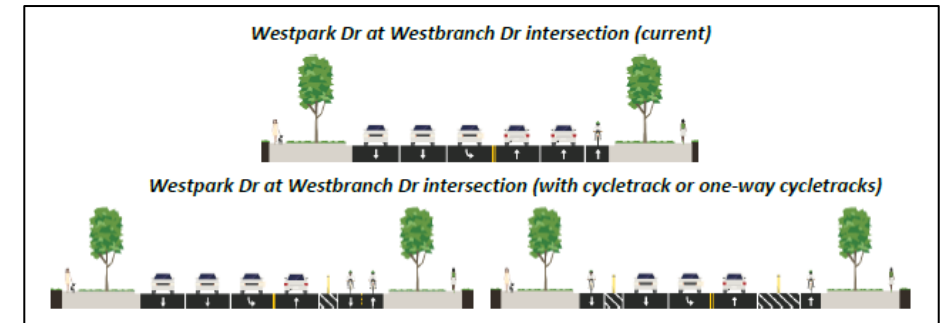 Westpark Dr at Westbranch Dr intersection (current)
Westpark Dr at Westbranch Dr intersection (with cycletrack or one-way cycletracks)